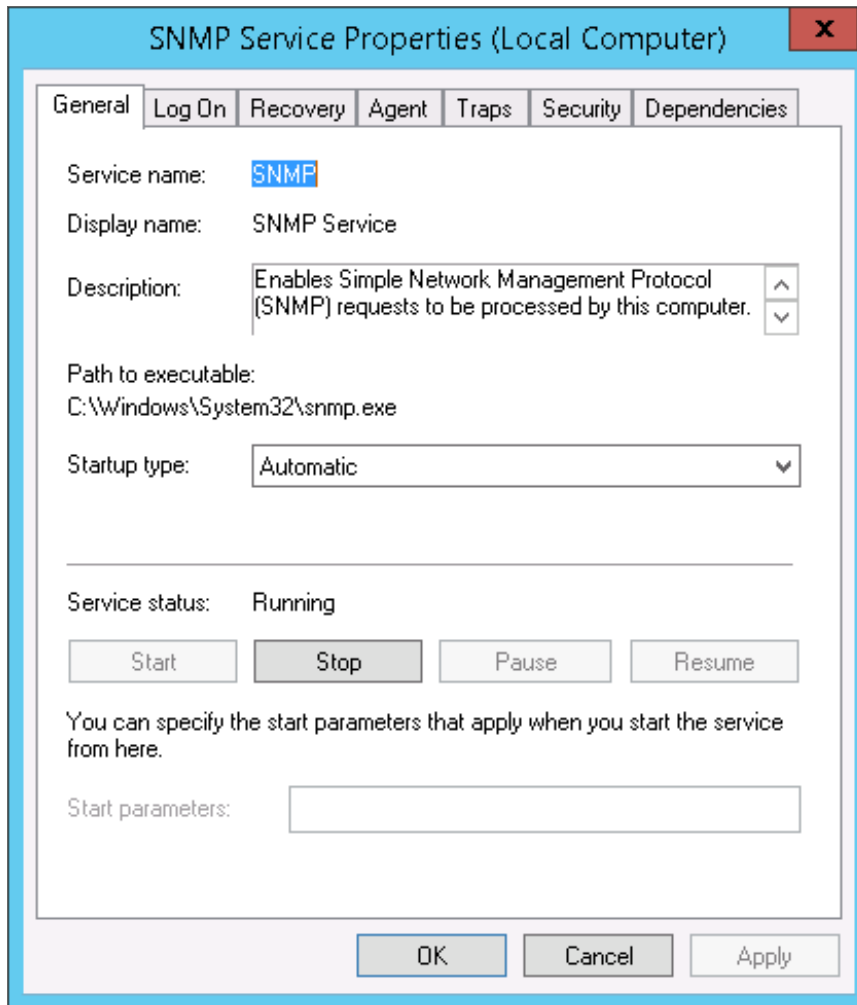 SNMP Service Properties (Local Computer)
x
General Log On Recovery Agent Traps Security Dependencies
Service name: SNMP
Display name: SNMP Service
Description: Enables Simple Network Management Protocol
(SNMP) requests to be processed by this computer.
Path to executable:
C:\Windows\System32\snmp.exe
Startup type: Automatic
Service status: Running
Start Stop Pause Resume
You can specify the start parameters that apply when you start the service
from here.
Start parameters:
OK Cancel Apply